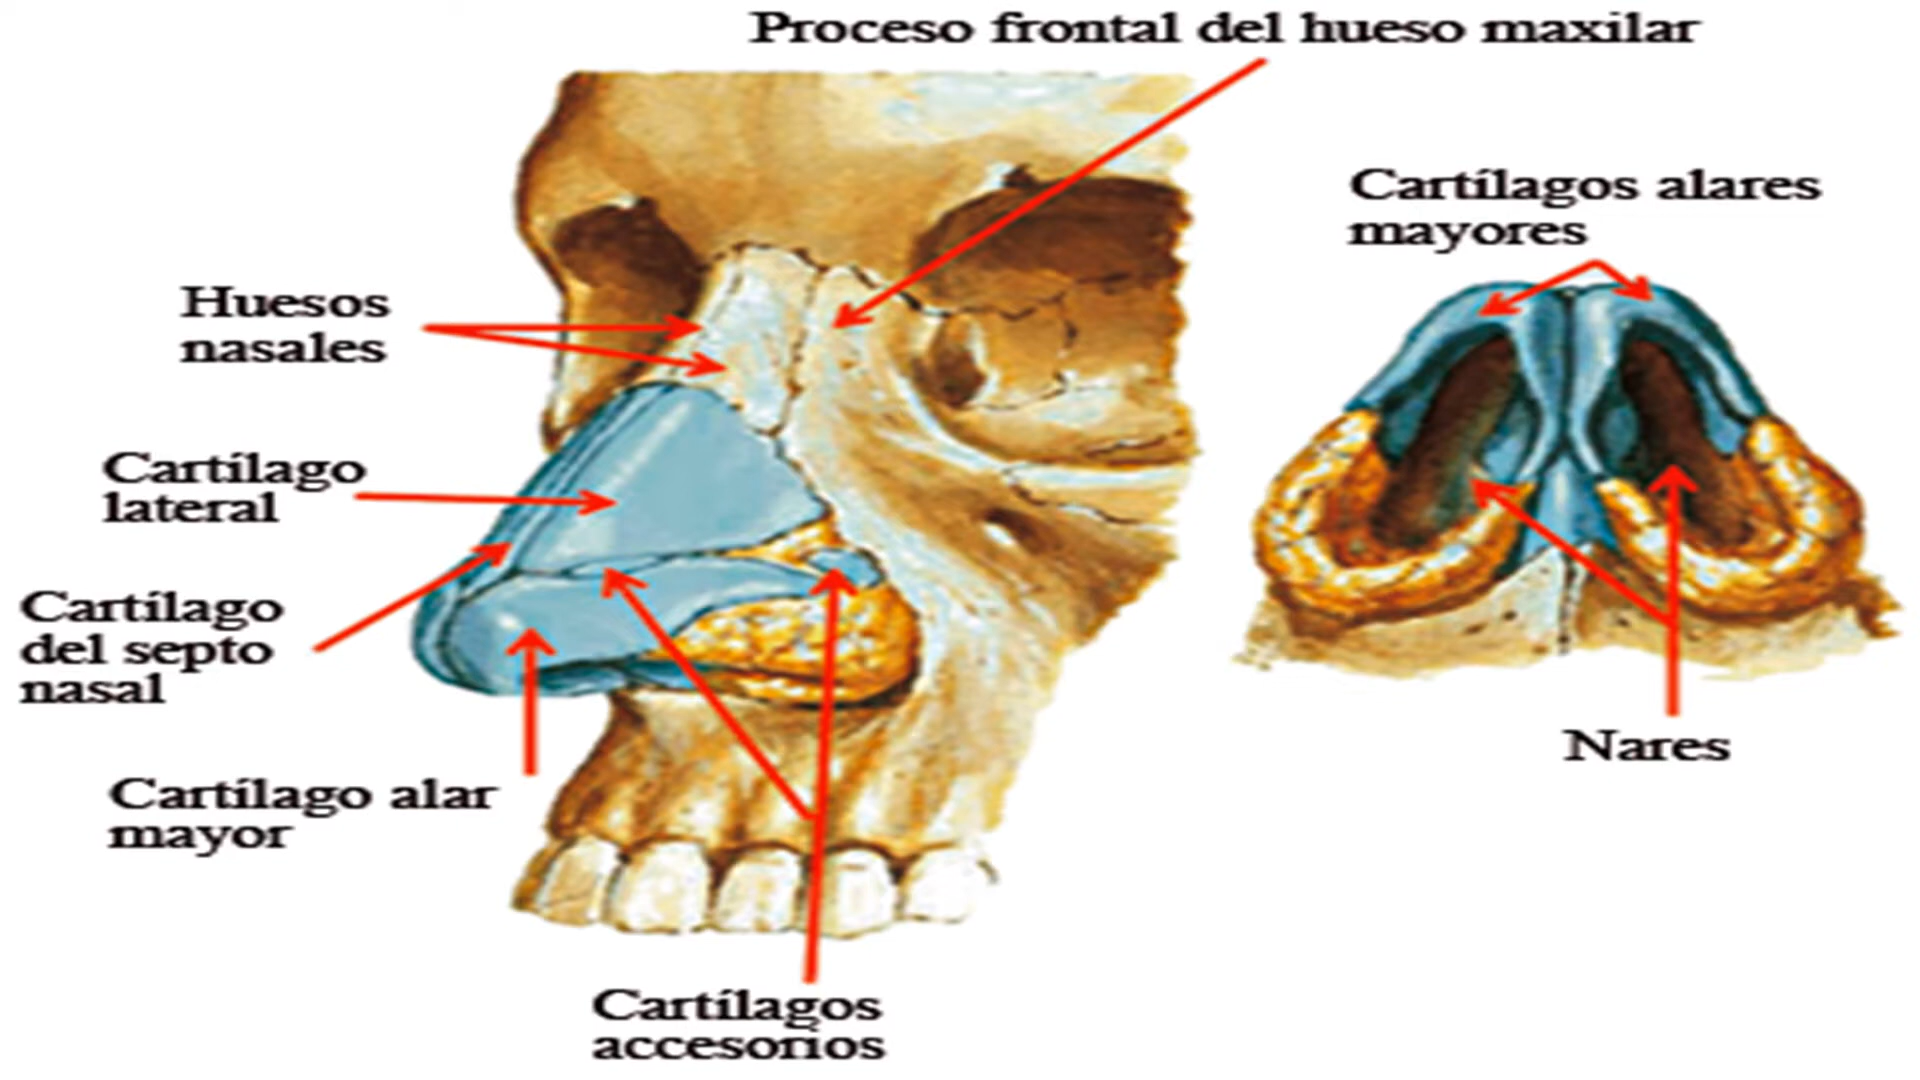 Proceso frontal del hueso maxilar
Cartílagos alares
mayores
Huesos
nasales
Cartílago
lateral
Cartílago
del septo
nasal
Cartílago alar
mayor
Nares
Cartílagos
accesorios